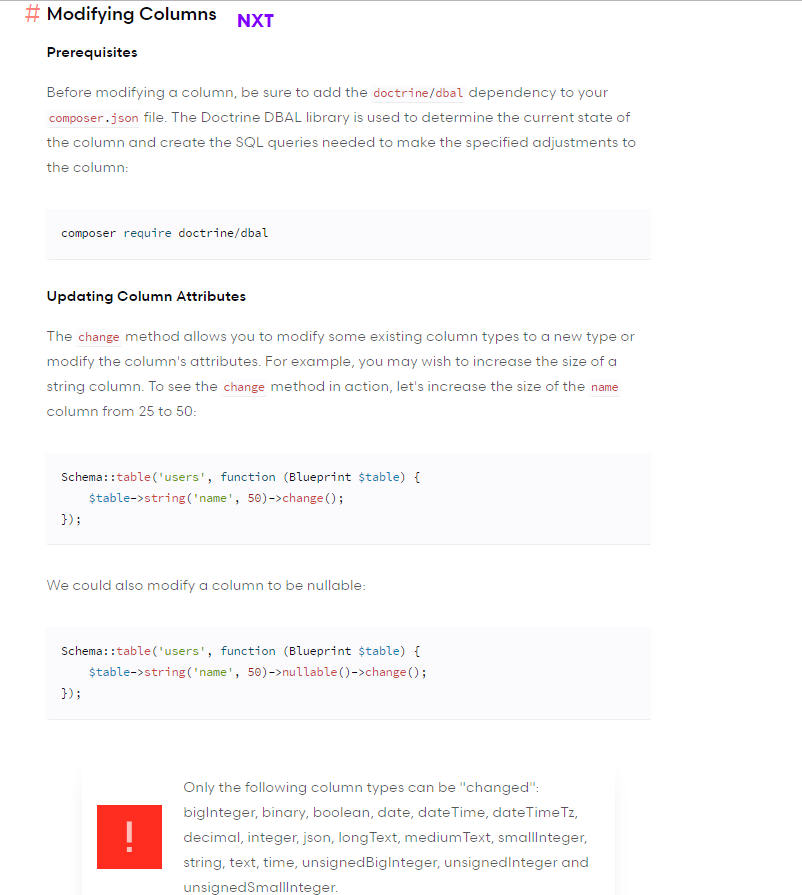 # Modifying Columns NXT
Prerequisites
Before modifying a column, be sure to add the doctrine/dbal dependency to your
composer.json file. The Doctrine DBAL library is used to determine the current state of
the column and create the SQL queries needed to make the specified adjustments to
the column:
composer require doctrine/dbal
Updating Column Attributes
The change method allows you to modify some existing column types to a new type or
modify the column's attributes. For example, you may wish to increase the size of a
string column. To see the change method in action, let's increase the size of the name
column from 25 to 50:
Schema::table('users', function (Blueprint $table) {
    $table->string('name', 50)->change();
});
We could also modify a column to be nullable:
Schema::table('users', function (Blueprint $table) {
    $table->string('name', 50)->nullable()->change();
});
Only the following column types can be "changed":
bigInteger, binary, boolean, date, dateTime, dateTimeTz,
decimal, integer, json, longText, mediumText, smallInteger,
string, text, time, unsignedBigInteger, unsignedInteger and
unsignedSmallInteger.